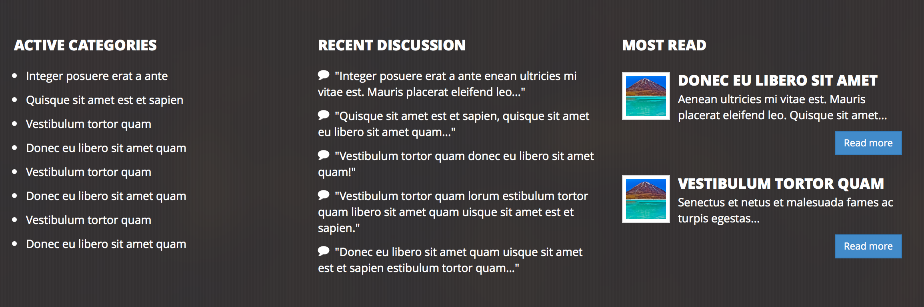 ACTIVE CATEGORIES
Integer posuere erat a ante
Quisque sit amet est et sapien
Vestibulum tortor quam
Donec eu libero sit amet quam
Vestibulum tortor quam
Donec eu libero sit amet quam
Vestibulum tortor quam
Donec eu libero sit amet quam
RECENT DISCUSSION
"Integer posuere erat a ante enean ultricies mi
vitae est. Mauris placerat eleifend leo..."
"Quisque sit amet est et sapien, quisque sit amet
eu libero sit amet quam..."
"Vestibulum tortor quam donec eu libero sit amet
quam!"
"Vestibulum tortor quam lorum estibulum tortor
quam libero sit amet quam uisque sit amet est et
sapien."
"Donec eu libero sit amet quam uisque sit amet
est et sapien estibulum tortor quam..."
MOST READ
DONEC EU LIBERO SIT AMET
Aenean ultricies mi vitae est. Mauris
placerat eleifend leo. Quisque sit amet...
Read more
VESTIBULUM TORTOR QUAM
Senectus et netus et malesuada fames ac
turpis egestas...
Read more